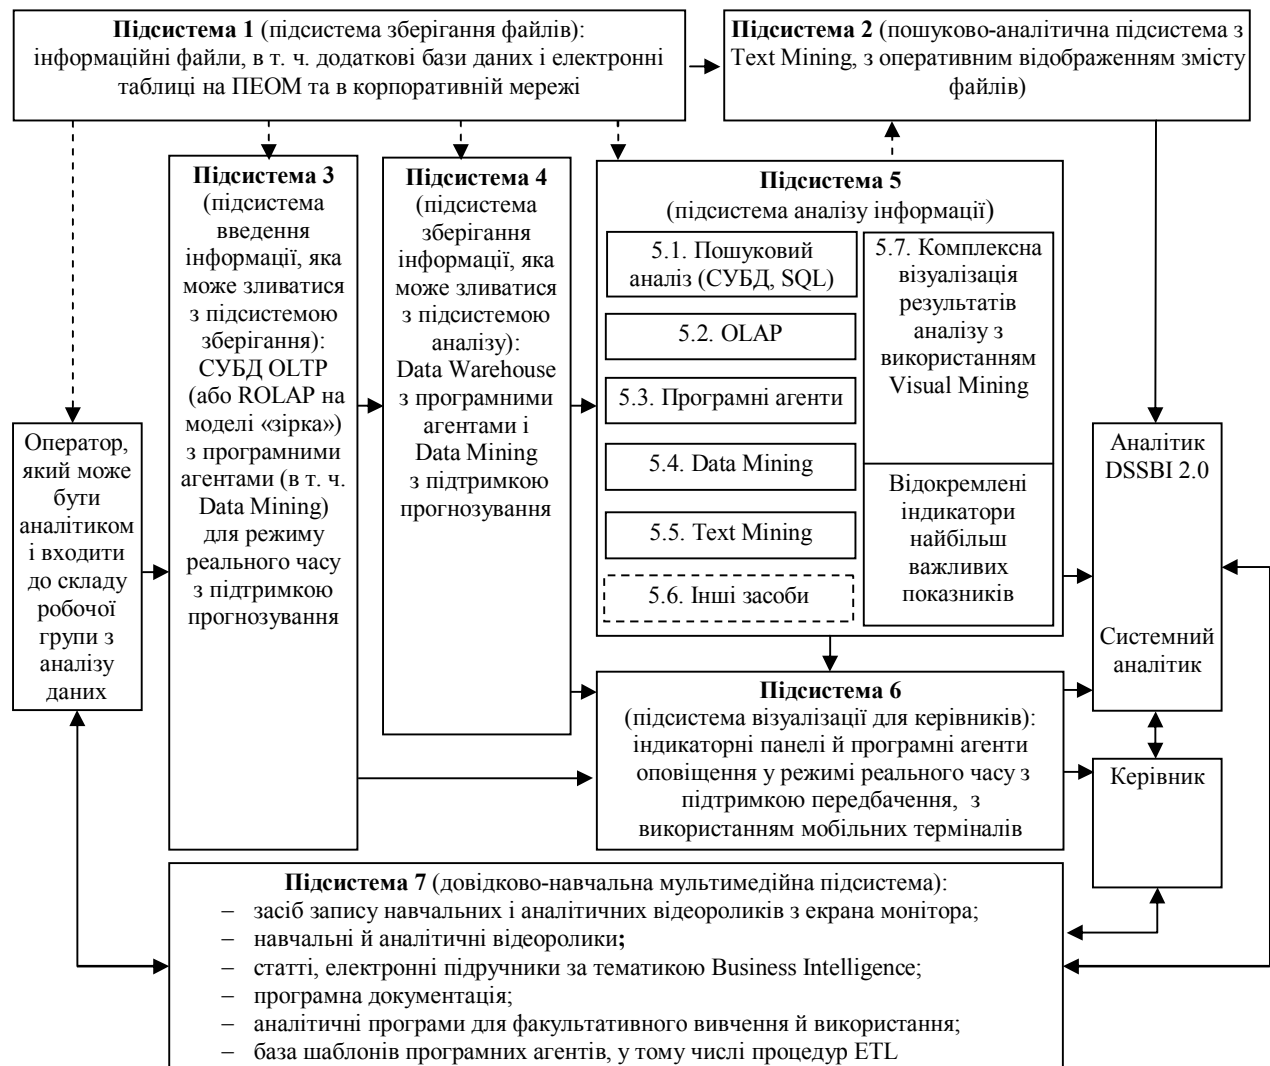 Підсистема 1 (підсистема зберігання файлів):
інформаційні файли, в т. ч. додаткові бази даних і електронні
таблиці на ПЕОМ та в корпоративній мережі
Підсистема 2 (пошуково-аналітична підсистема з
Text Mining, з оперативним відображенням змісту
файлів)
Оператор,
який може
бути
аналітиком
і входити
до складу
робочої
групи з
аналізу
даних
Підсистема 3
(підсистема
введення
інформації, яка
може зливатися
з підсистемою
зберігання):
СУБД OLTP
(або ROLAP на
моделі «зірка»)
з програмними
агентами (в т. ч.
Data Mining)
для режиму
реального часу
з підтримкою
прогнозування
Підсистема 4
(підсистема
зберігання
інформації, яка
може зливатися
з підсистемою
аналізу):
Data Warehouse
з програмними
агентами і
Data Mining
з підтримкою
прогнозування
Підсистема 5
(підсистема аналізу інформації)
5.1. Пошуковий
аналіз (СУБД, SQL)
5.2. OLAP
5.3. Програмні агенти
5.4. Data Mining
5.5. Text Mining
5.6. Інші засоби
5.7. Комплексна
візуалізація
результатів
аналізу з
використанням
Visual Mining
Відокремлені
індикатори
найбільш
важливих
показників
Аналітик
DSSBI 2.0
Системний
аналітик
Підсистема 6
(підсистема візуалізації для керівників):
індикаторні панелі й програмні агенти
оповіщення у режимі реального часу з
підтримкою передбачення, з
використанням мобільних терміналів
Керівник
Підсистема 7 (довідково-навчальна мультимедійна підсистема):
– засіб запису навчальних і аналітичних відеороликів з екрана монітора;
– навчальні й аналітичні відеоролики;
– статті, електронні підручники за тематикою Business Intelligence;
– програмна документація;
– аналітичні програми для факультативного вивчення й використання;
– база шаблонів програмних агентів, у тому числі процедур ETL